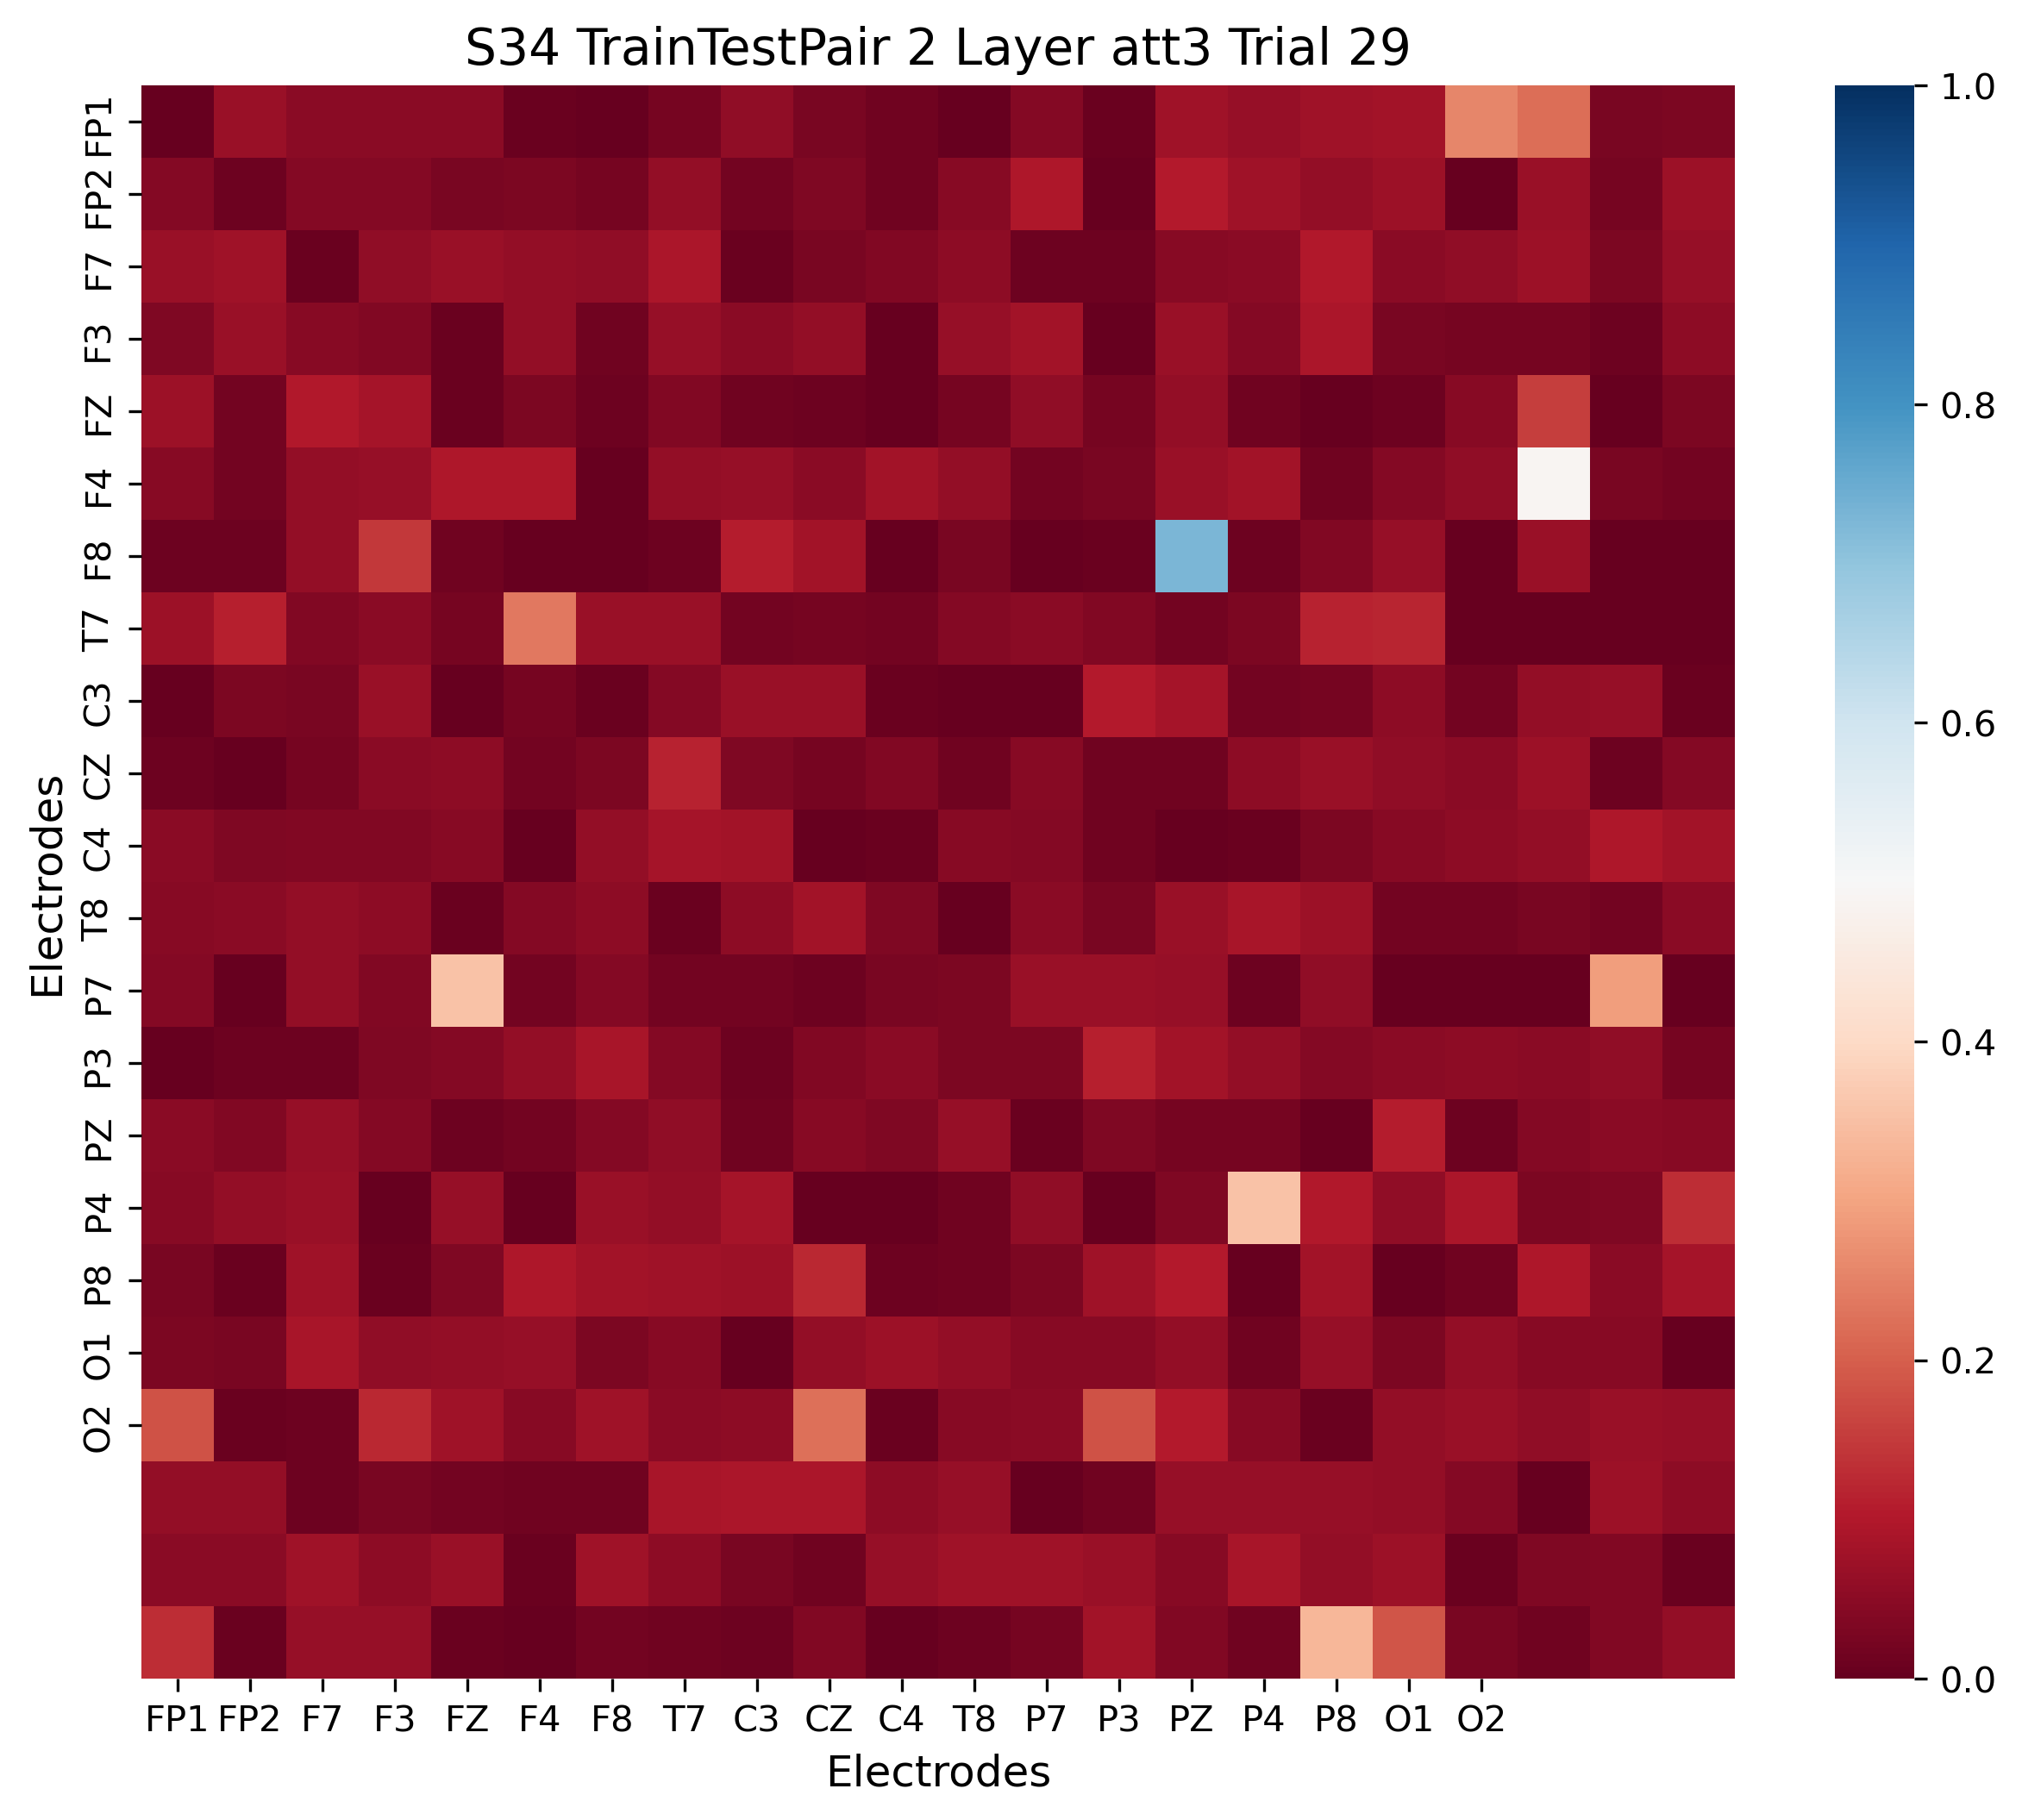 S34 TrainTestPair 2 Layer att3 Trial 29
Electrodes
FP1
FP2
F7
F3
FZ
F4
F8
T7
C3
CZ
C4
T8
P7
P3
PZ
P4
P8
O1
O2
FP1 FP2 F7 F3 FZ F4 F8 T7 C3 CZ C4 T8 P7 P3 PZ P4 P8 O1 O2
Electrodes
1.0
0.8
0.6
0.4
0.2
0.0